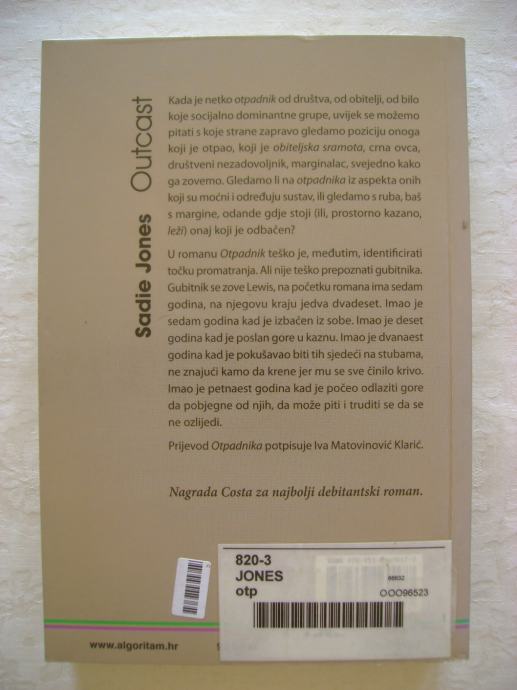 Sadie Jones Outcast
Kada je netko otpadnik od društva, od obitelji, od bilo
koje socijalno dominantne grupe, uvijek se možemo
pitati s koje strane zapravo gledamo poziciju onoga
koji je otpao, koji je obiteljska sramota, crna ovca,
društveni nezadovoljnik, marginalac, svejedno kako
ga zovemo. Gledamo li na otpadnika iz aspekta onih
koji su moćni i određuju sustav, ili gledamo s ruba, baš
s margine, odande gdje stoji (ili, prostorno kazano,
leži) onaj koji je odbačen?
U romanu Otpadnik teško je, međutim, identificirati
točku promatranja. Ali nije teško prepoznati gubitnika.
Gubitnik se zove Lewis, na početku romana ima sedam
godina, na njegovu kraju jedva dvadeset. Imao je
sedam godina kad je izbačen iz sobe. Imao je deset
godina kad je poslan gore u kaznu. Imao je dvanaest
godina kad je pokušavao biti tih sjedeći na stubama,
ne znajući kamo da krene jer mu se sve činilo krivo.
Imao je petnaest godina kad je počeo odlaziti gore
da pobjegne od njih, da može piti i truditi se da se
ne ozlijedi.
Prijevod Otpadnika potpisuje Iva Matovinović Klarić.
Nagrada Costa za najbolji debitantski roman.
820-3
JONES
otp
66632
OOO96523
www.algoritam.hr